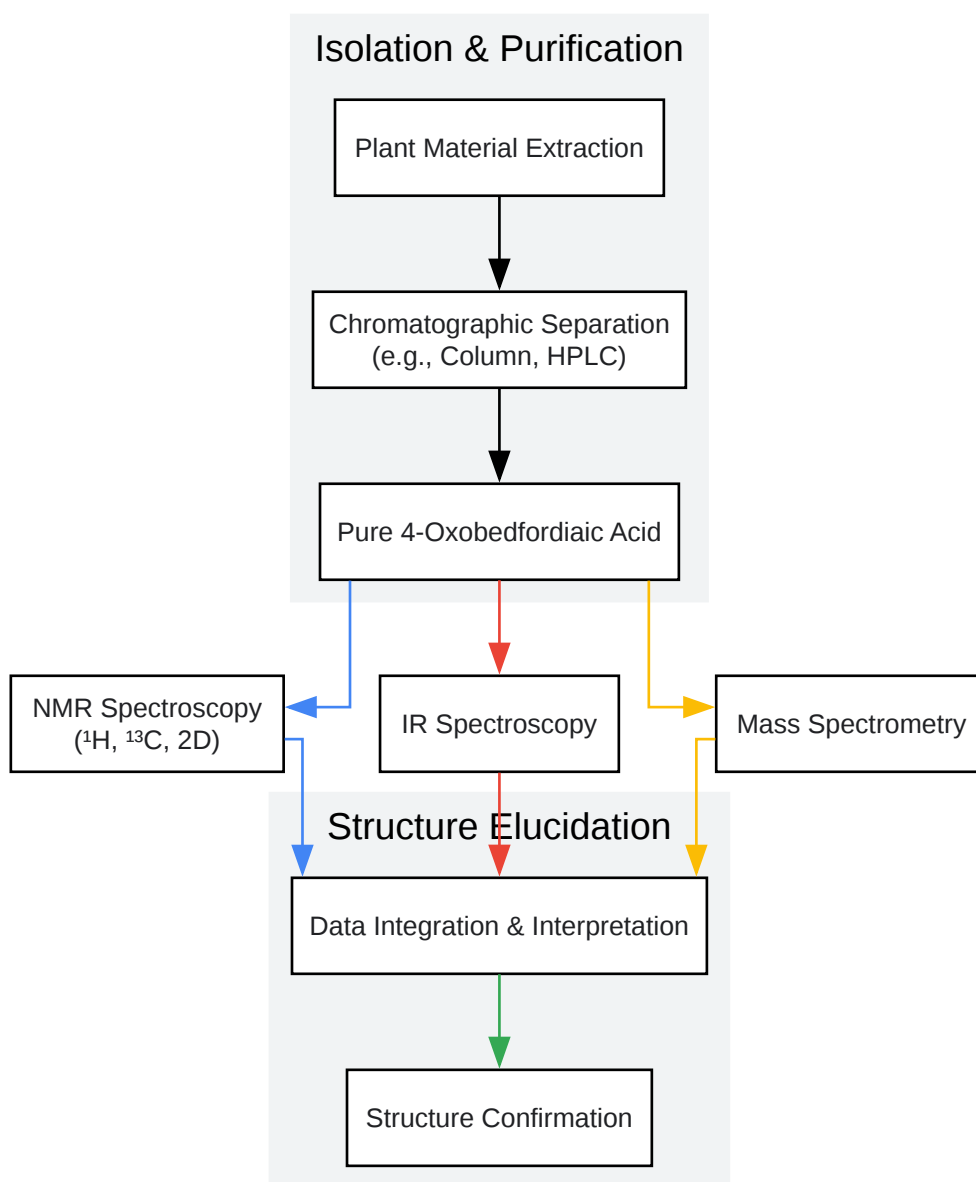 Isolation & Purification
Plant Material Extraction
Chromatographic Separation
(e.g., Column, HPLC)
Pure 4-Oxobedfordiaic Acid
NMR Spectroscopy
(¹H, ¹³C, 2D)
IR Spectroscopy
Mass Spectrometry
Structure Elucidation
Data Integration & Interpretation
Structure Confirmation